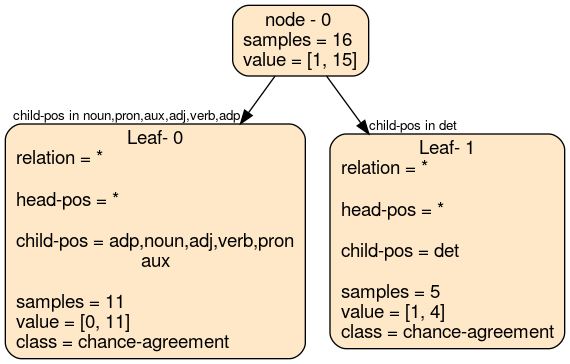 node - 0
samples = 16
value = [1, 15]
child-pos in noun,pron,aux,adj,verb,adp
child-pos in det
Leaf- 0
relation = *
head-pos = *
child-pos = adp,noun,adj,verb,pron
aux
samples = 11
value = [0, 11]
class = chance-agreement
Leaf- 1
relation = *
head-pos = *
child-pos = det
samples = 5
value = [1, 4]
class = chance-agreement